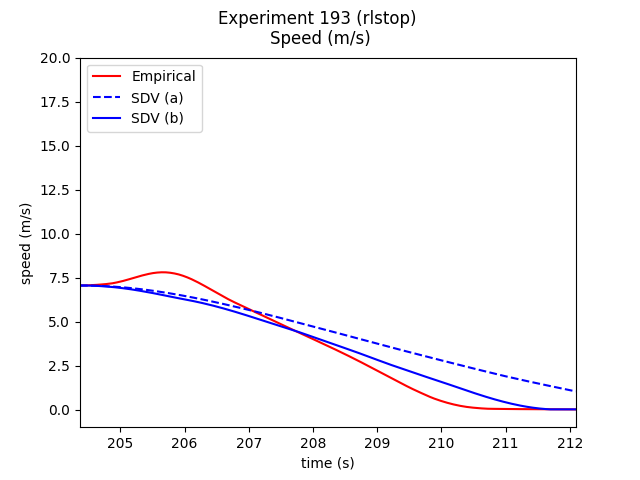 Experiment 193 (rlstop)
Speed (m/s)
20.0
17.5
15.0
12.5
10.0
7.5
5.0
2.5
0.0
speed (m/s)
Empirical
SDV (a)
SDV (b)
205 206 207 208 209 210 211 212
time (s)